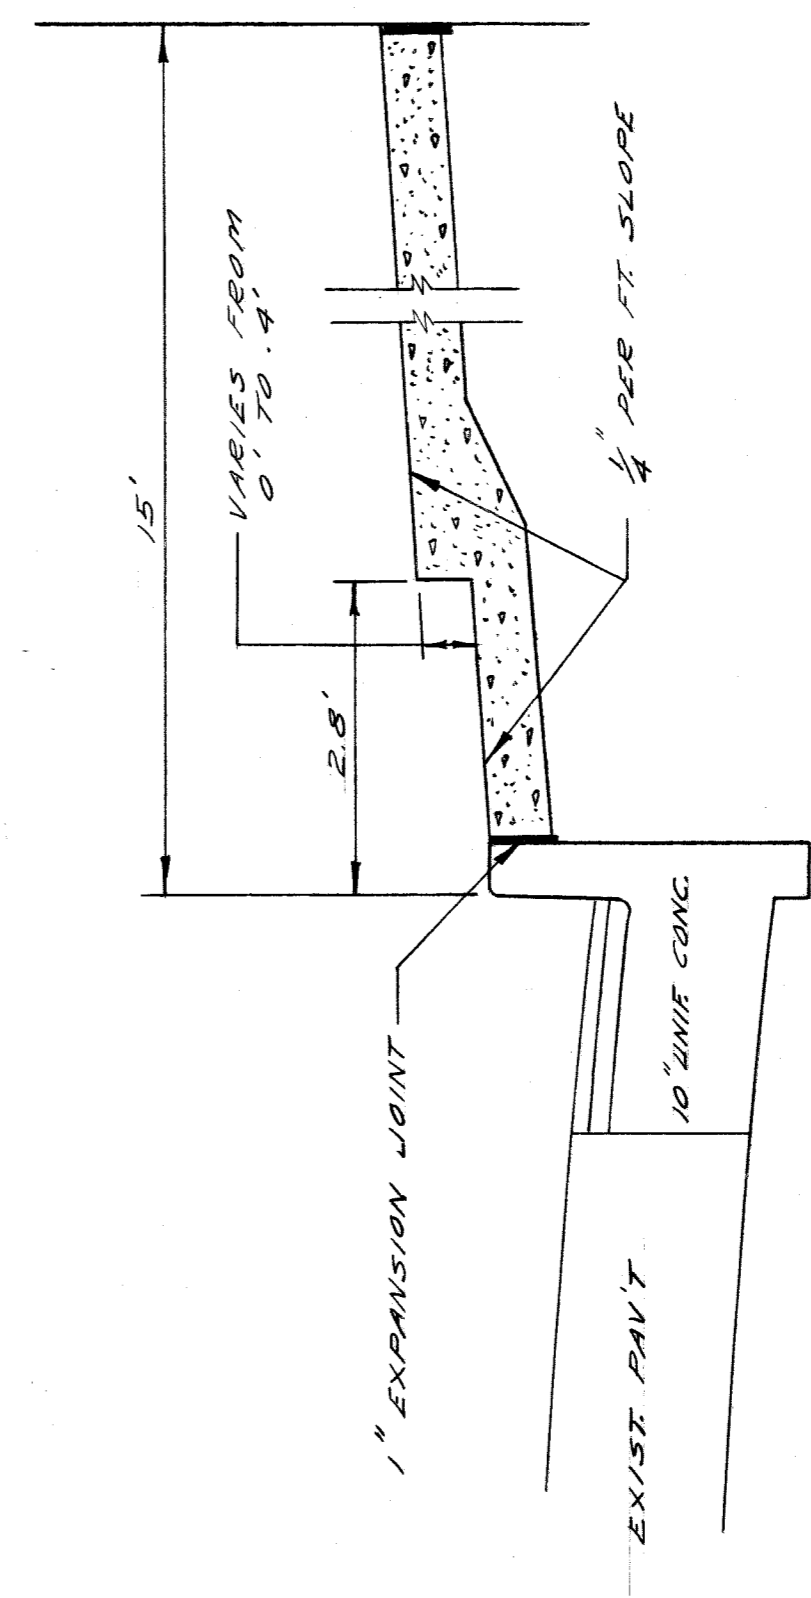 1" EXPANSION JOINT
EXIST. PAV'T
10" UNIF. CONC.
2.8'
15'
VARIES FROM
0' TO .4'
1/4" PER FT. SLOPE